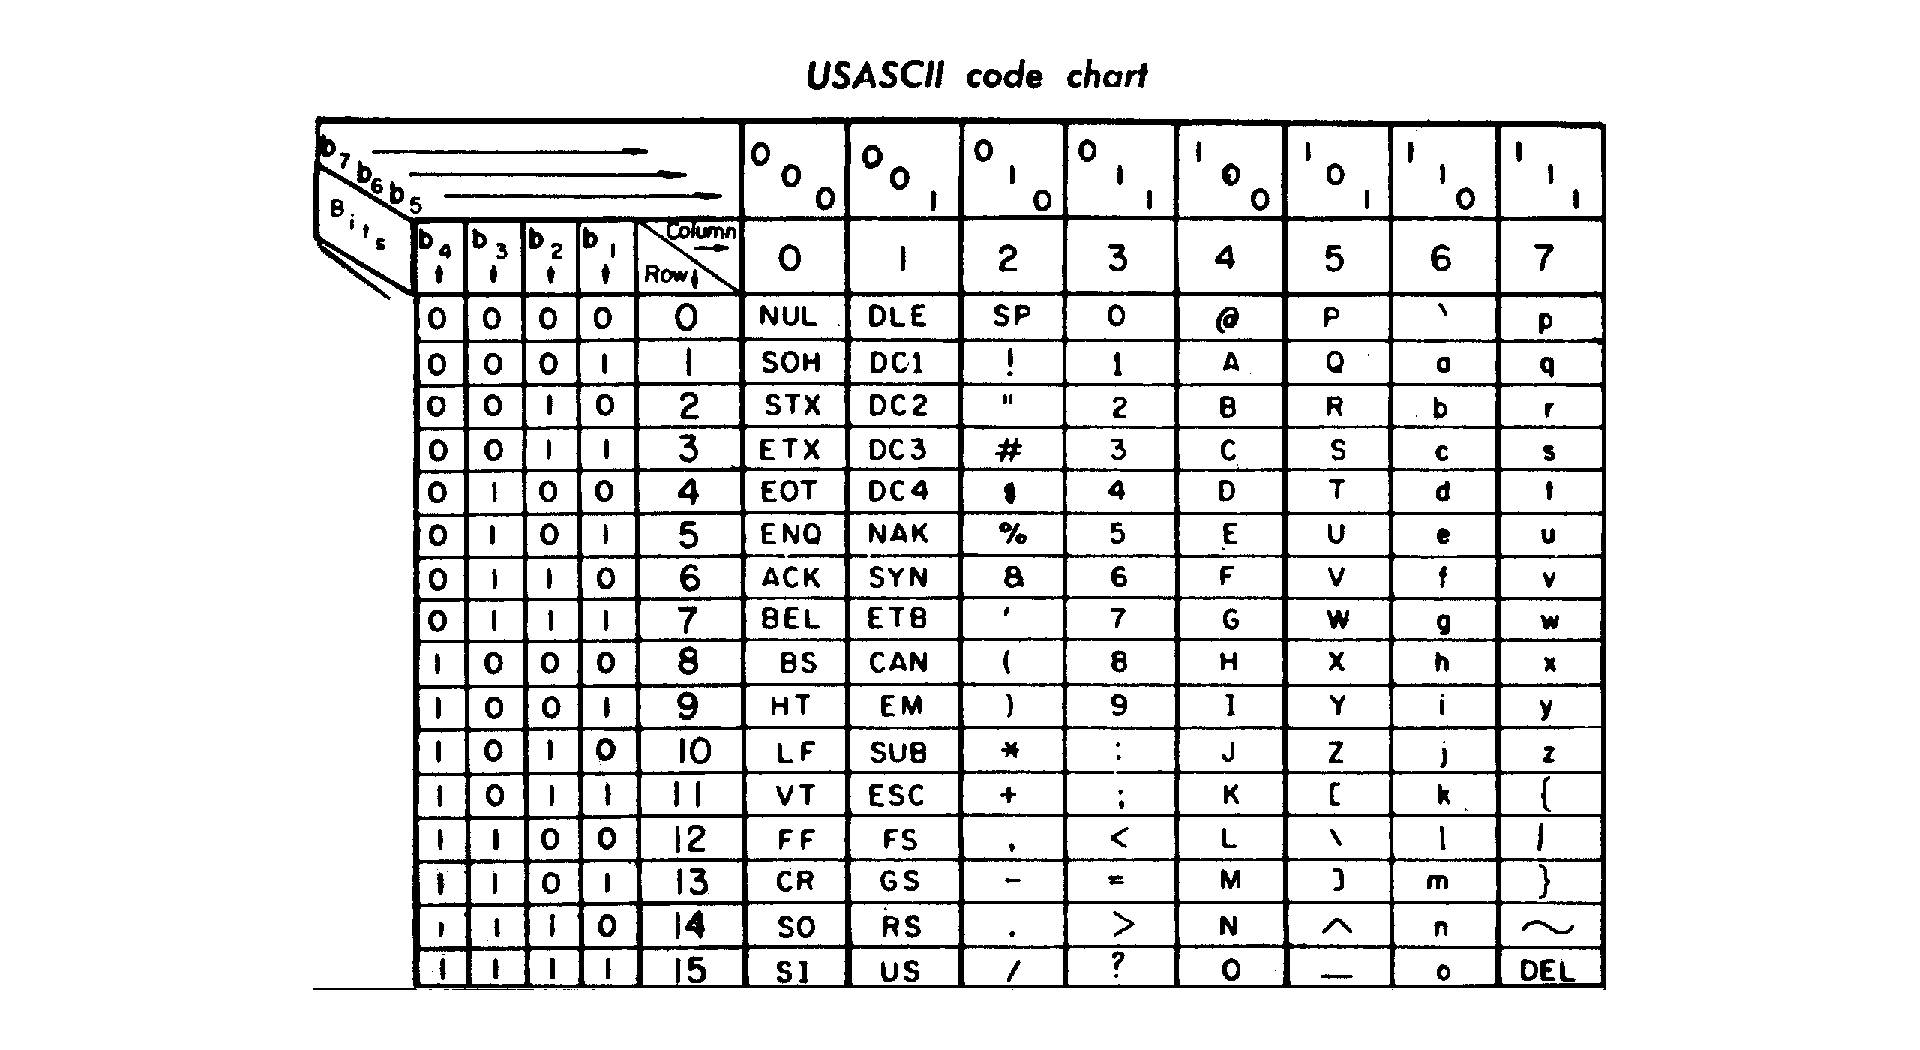 USASCII code chart
b7 b6 b5 0 0 0 0 0 1 0 1 0 0 1 1 1 0 0 1 0 1 1 1 0 1 1 1
Bits b4 b3 b2 b1 Column Row 0 1 2 3 4 5 6 7
0 0 0 0 0 NUL DLE SP 0 @ P ` p
0 0 0 1 1 SOH DC1 ! 1 A Q a q
0 0 1 0 2 STX DC2 " 2 B R b r
0 0 1 1 3 ETX DC3 # 3 C S c s
0 1 0 0 4 EOT DC4 $ 4 D T d t
0 1 0 1 5 ENQ NAK % 5 E U e u
0 1 1 0 6 ACK SYN & 6 F V f v
0 1 1 1 7 BEL ETB ' 7 G W g w
1 0 0 0 8 BS CAN ( 8 H X h x
1 0 0 1 9 HT EM ) 9 I Y i y
1 0 1 0 10 LF SUB * : J Z j z
1 0 1 1 11 VT ESC + ; K [ k {
1 1 0 0 12 FF FS , < L \ l |
1 1 0 1 13 CR GS - = M ] m }
1 1 1 0 14 SO RS . > N ^ n ~
1 1 1 1 15 SI US / ? O _ o DEL